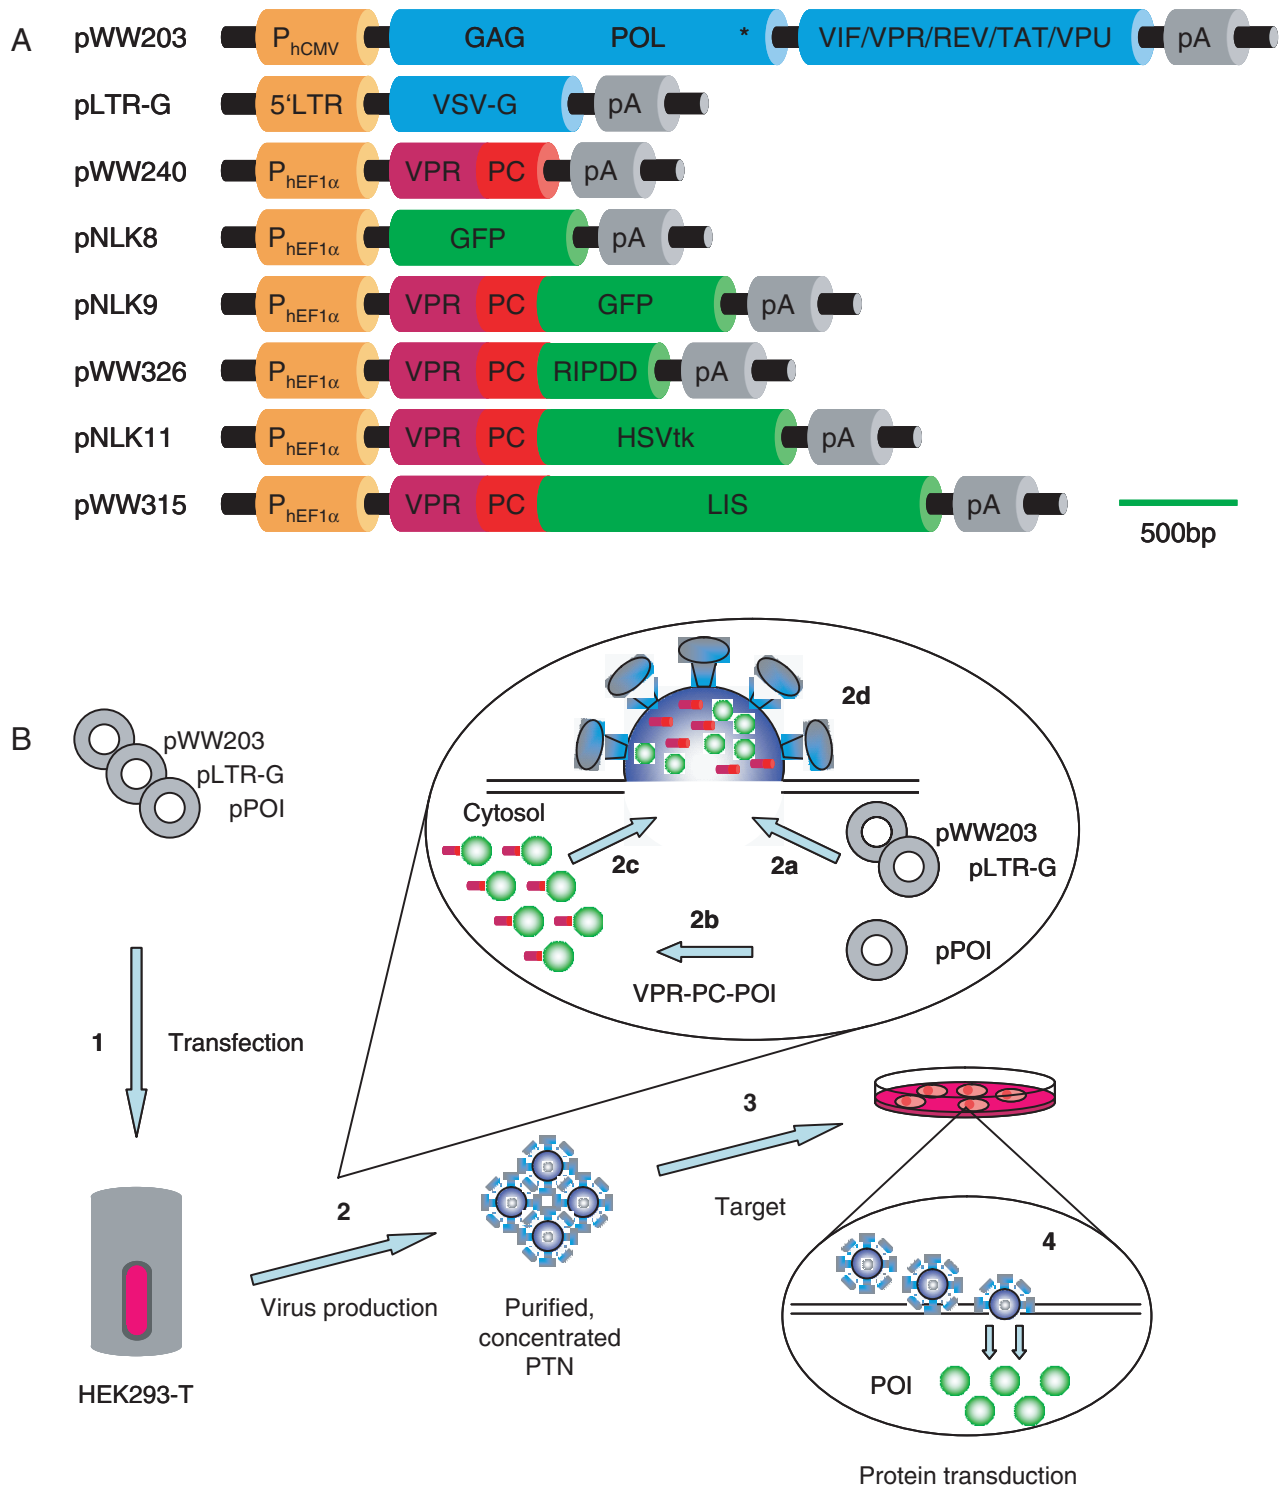 A
pWW203 PhCMV GAG POL * VIF/VPR/REV/TAT/VPU pA
pLTR-G 5‘LTR VSV-G pA
pWW240 PhEF1α VPR PC pA
pNLK8 PhEF1α GFP pA
pNLK9 PhEF1α VPR PC GFP pA
pWW326 PhEF1α VPR PC RIPDD pA
pNLK11 PhEF1α VPR PC HSVtk pA
pWW315 PhEF1α VPR PC LIS pA
500bp
B
pWW203
pLTR-G
pPOI
1 Transfection
HEK293-T
2
Virus production
2d
Cytosol
2c
2a
pWW203
pLTR-G
2b
VPR-PC-POI
pPOI
Purified,
concentrated
PTN
3
Target
4
POI
Protein transduction